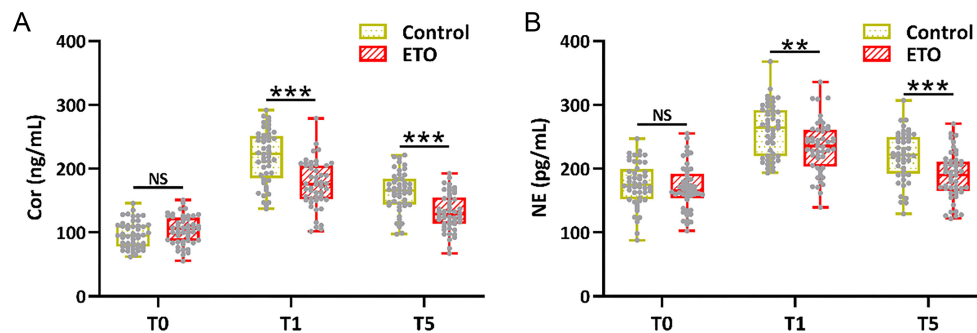 A
Cor (ng/mL)
400
300
200
100
0
Control
ETO
NS
***
***
T0
T1
T5
B
NE (pg/mL)
400
300
200
100
0
Control
ETO
NS
**
***
T0
T1
T5